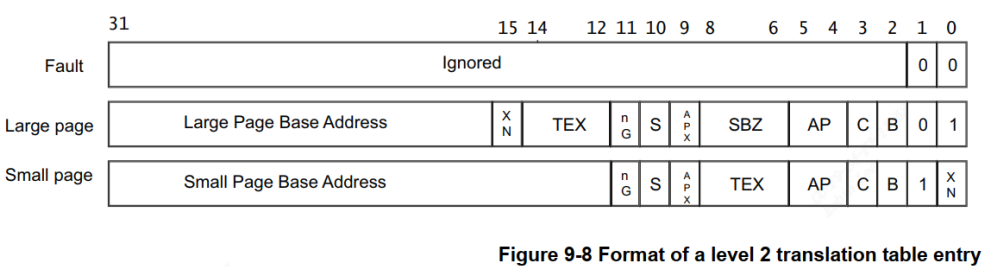 31 15 14 12 11 10 9 8 6 5 4 3 2 1 0
Fault Ignored 0 0
Large page Large Page Base Address XN TEX nG S APX SBZ AP C B 0 1
Small page Small Page Base Address nG S APX TEX AP C B 1 XN
Figure 9-8 Format of a level 2 translation table entry